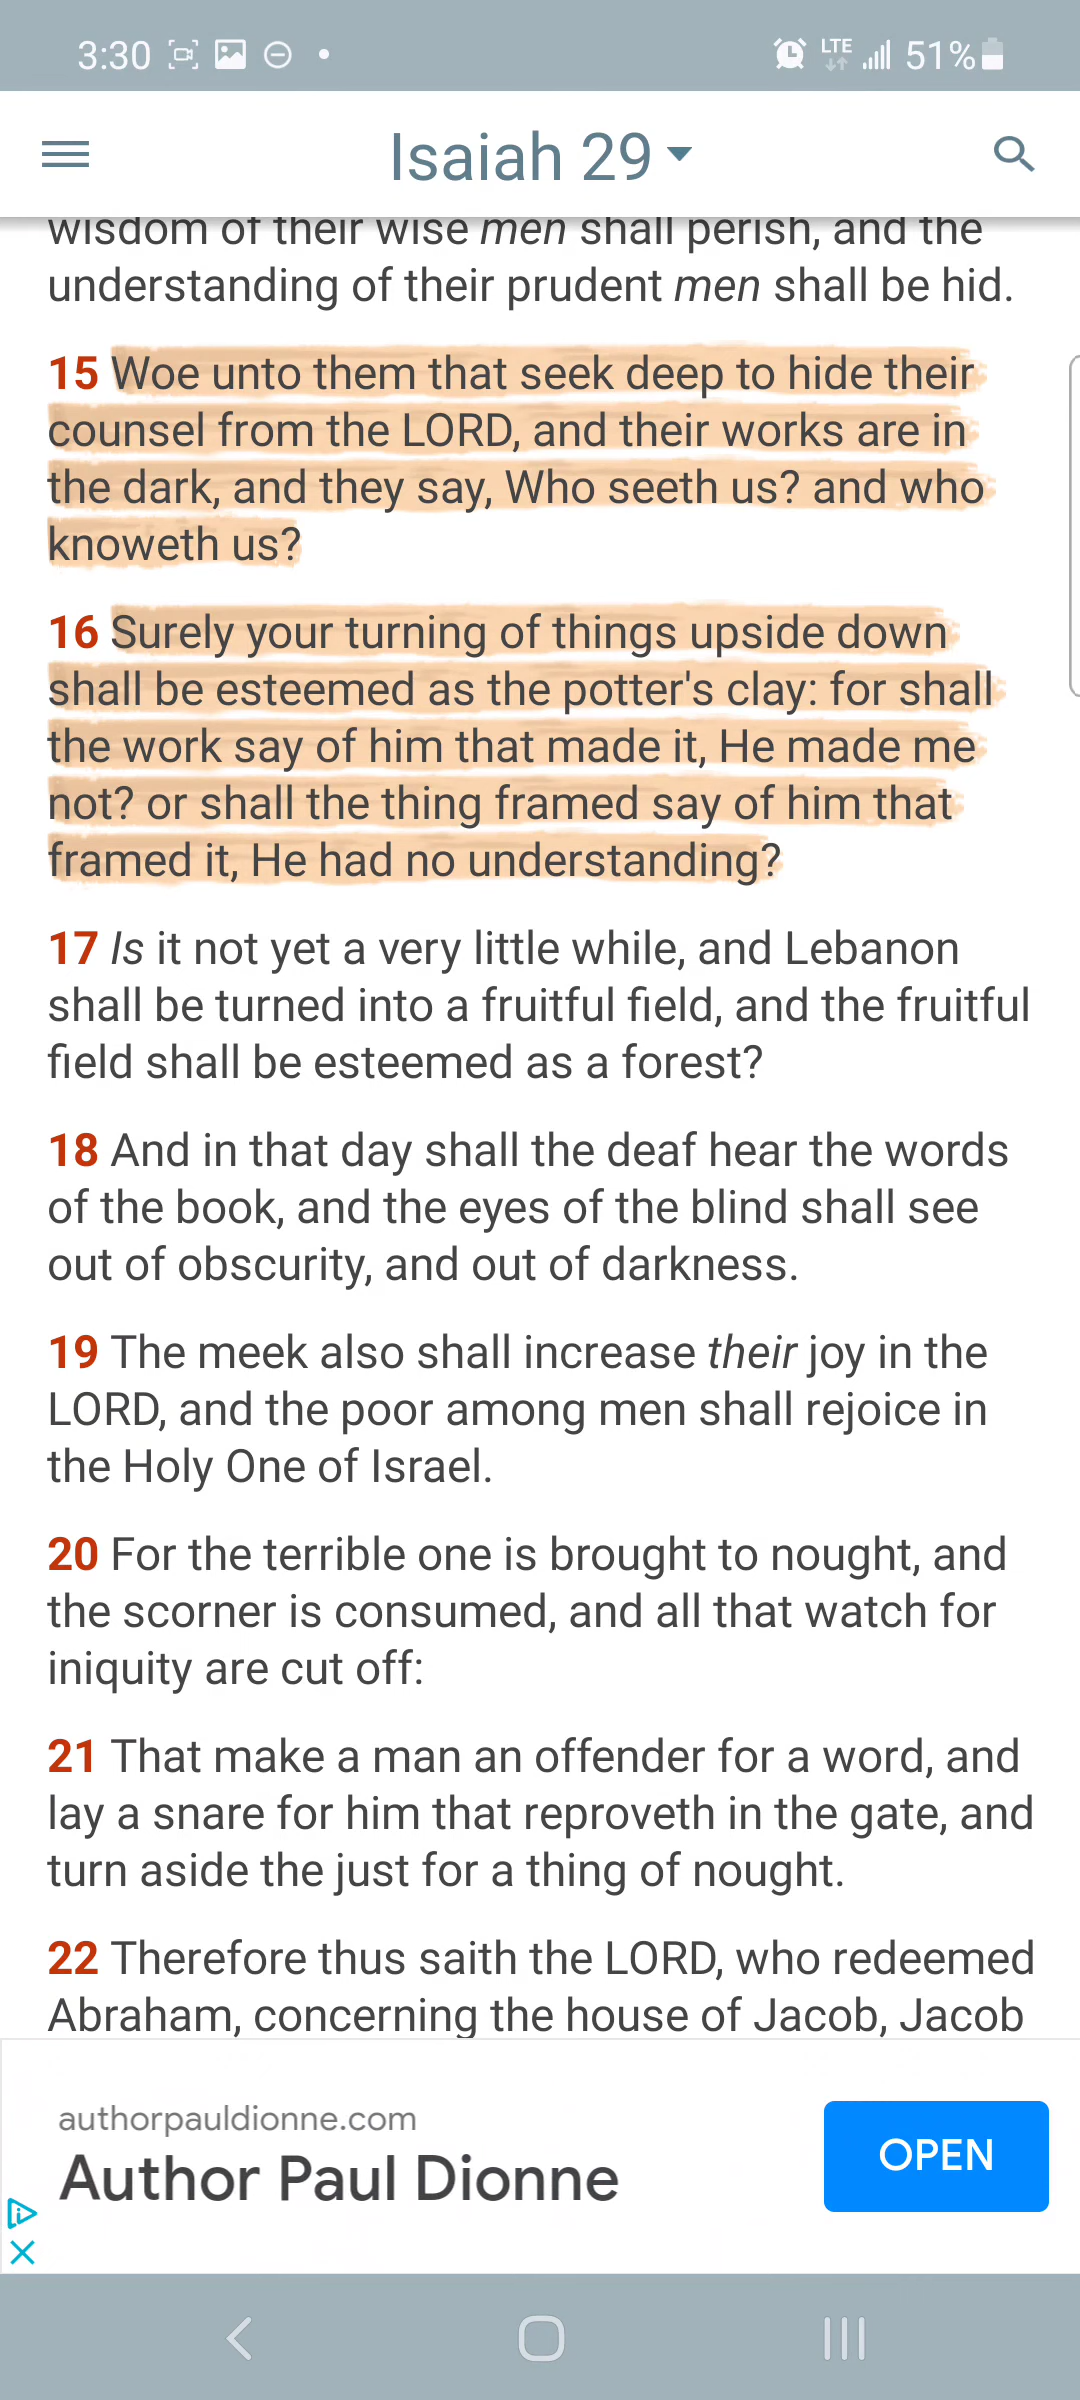 3:30 LTE 51%
Isaiah 29
wisdom of their wise men shall perish, and the
understanding of their prudent men shall be hid.
15 Woe unto them that seek deep to hide their
counsel from the LORD, and their works are in
the dark, and they say, Who seeth us? and who
knoweth us?
16 Surely your turning of things upside down
shall be esteemed as the potter's clay: for shall
the work say of him that made it, He made me
not? or shall the thing framed say of him that
framed it, He had no understanding?
17 Is it not yet a very little while, and Lebanon
shall be turned into a fruitful field, and the fruitful
field shall be esteemed as a forest?
18 And in that day shall the deaf hear the words
of the book, and the eyes of the blind shall see
out of obscurity, and out of darkness.
19 The meek also shall increase their joy in the
LORD, and the poor among men shall rejoice in
the Holy One of Israel.
20 For the terrible one is brought to nought, and
the scorner is consumed, and all that watch for
iniquity are cut off:
21 That make a man an offender for a word, and
lay a snare for him that reproveth in the gate, and
turn aside the just for a thing of nought.
22 Therefore thus saith the LORD, who redeemed
Abraham, concerning the house of Jacob, Jacob
authorpauldionne.com
Author Paul Dionne
OPEN